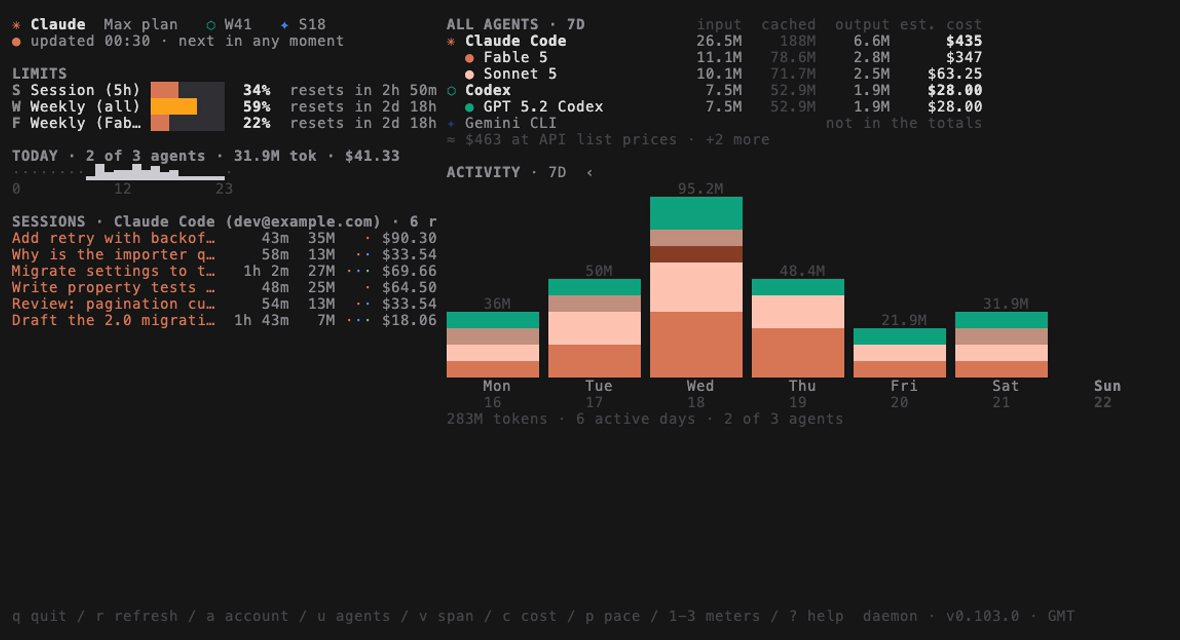 ✳ Claude  Max plan   ⬡ W41   ✦ S18
● updated 00:30 · next in any moment
LIMITS
S Session (5h) 34% resets in 2h 50m
W Weekly (all) 59% resets in 2d 18h
F Weekly (Fab… 22% resets in 2d 18h
TODAY · 2 of 3 agents · 31.9M tok · $41.33
0 12 23
SESSIONS · Claude Code (dev@example.com) · 6 r
Add retry with backof… 43m 35M · $90.30
Why is the importer q… 58m 13M ·· $33.54
Migrate settings to t… 1h 2m 27M ··· $69.66
Write property tests … 48m 25M · $64.50
Review: pagination cu… 54m 13M ·· $33.54
Draft the 2.0 migrati… 1h 43m 7M ··· $18.06
ALL AGENTS · 7D input cached output est. cost
✳ Claude Code 26.5M 188M 6.6M $435
● Fable 5 11.1M 78.6M 2.8M $347
● Sonnet 5 10.1M 71.7M 2.5M $63.25
⬡ Codex 7.5M 52.9M 1.9M $28.00
● GPT 5.2 Codex 7.5M 52.9M 1.9M $28.00
✦ Gemini CLI not in the totals
≈ $463 at API list prices · +2 more
ACTIVITY · 7D ‹
95.2M
50M 48.4M
36M 31.9M
21.9M
Mon Tue Wed Thu Fri Sat Sun
16 17 18 19 20 21 22
283M tokens · 6 active days · 2 of 3 agents
q quit / r refresh / a account / u agents / v span / c cost / p pace / 1–3 meters / ? help daemon · v0.103.0 · GMT